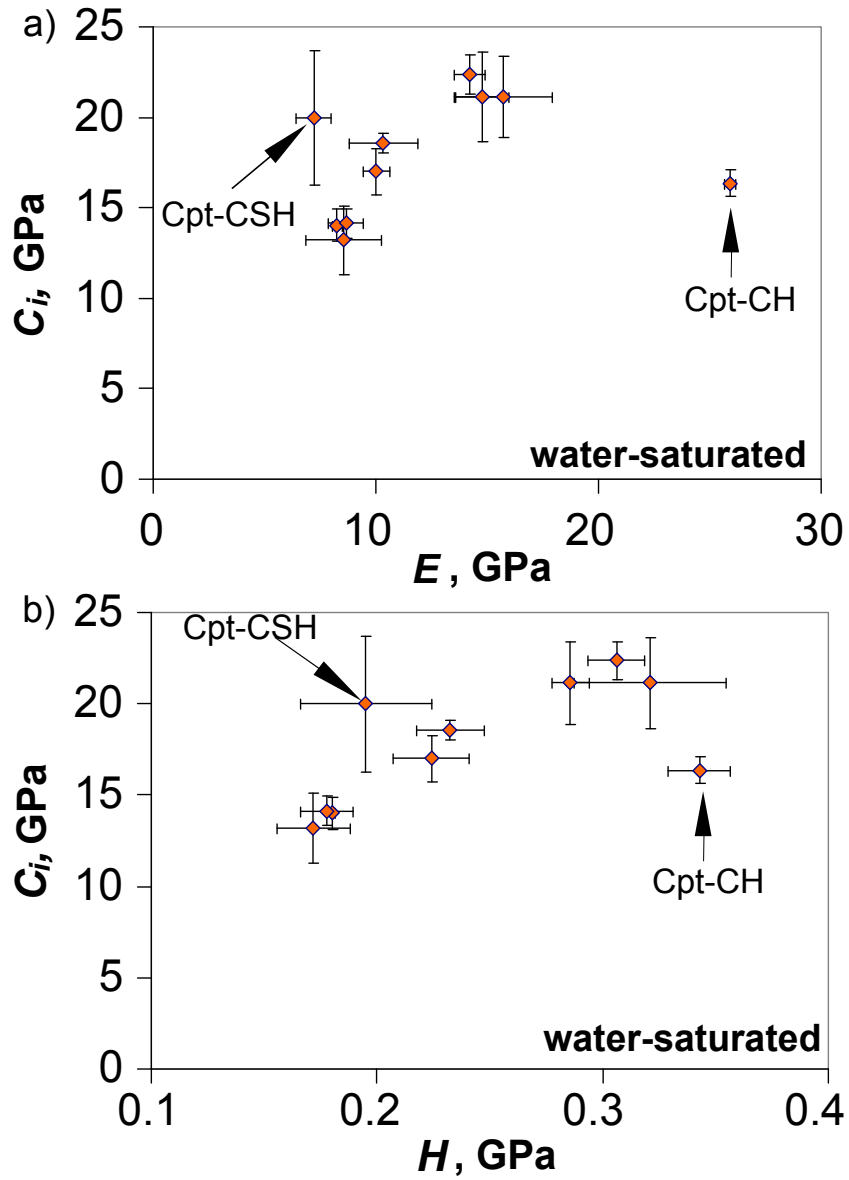 a)
25
20
15
10
5
0
Ci, GPa
Cpt-CSH
Cpt-CH
water-saturated
0 10 20 30
E , GPa
b)
25
20
15
10
5
0
Ci, GPa
Cpt-CSH
Cpt-CH
water-saturated
0.1 0.2 0.3 0.4
H , GPa